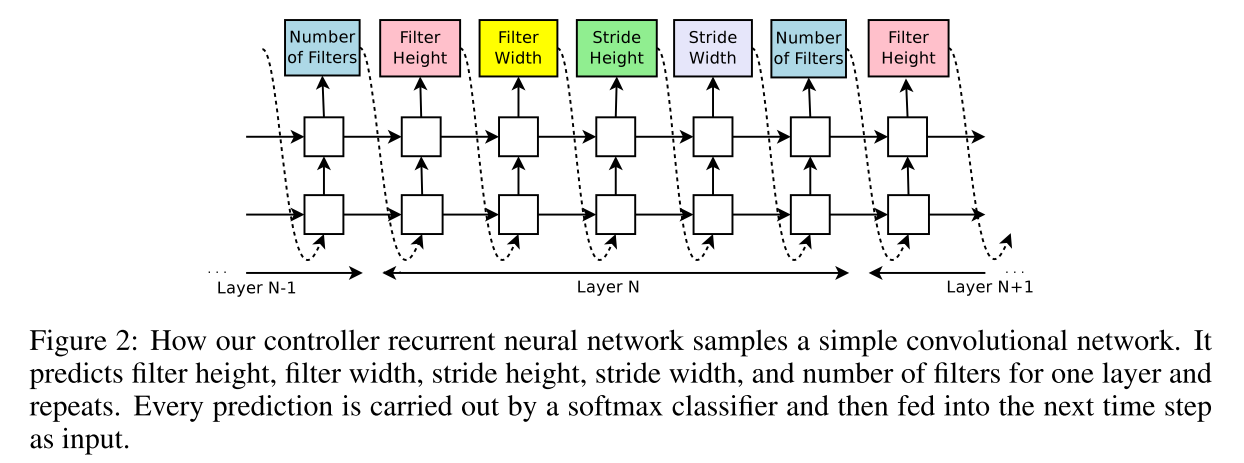 Number
of Filters
Filter
Height
Filter
Width
Stride
Height
Stride
Width
Number
of Filters
Filter
Height
...
Layer N-1
Layer N
...
Layer N+1
Figure 2: How our controller recurrent neural network samples a simple convolutional network. It
predicts filter height, filter width, stride height, stride width, and number of filters for one layer and
repeats. Every prediction is carried out by a softmax classifier and then fed into the next time step
as input.